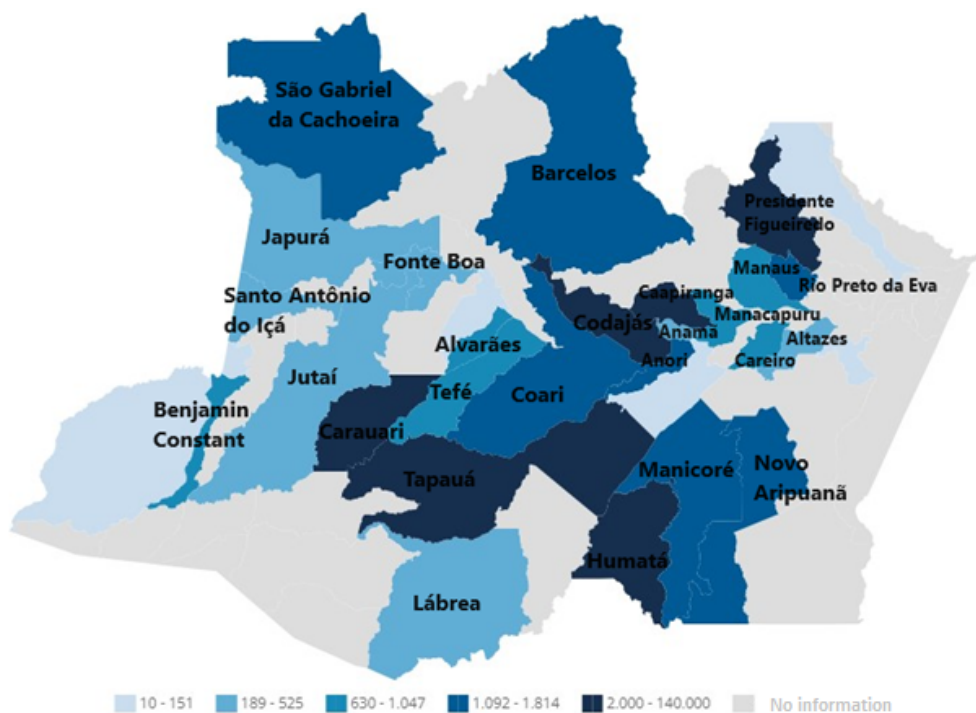 São Gabriel
da Cachoeira
Barcelos
Presidente
Figueiredo
Japurá
Fonte Boa
Manaus
Rio Preto da Eva
Santo Antônio
do Içá
Caapiranga
Manacapuru
Codajás
Anamã
Altazes
Alvarães
Anori
Careiro
Jutaí
Tefé
Coari
Benjamin
Constant
Carauari
Tapauá
Manicoré
Novo
Aripuanã
Humatá
Lábrea
10 - 151
189 - 525
630 - 1.047
1.092 - 1.814
2.000 - 140.000
No information